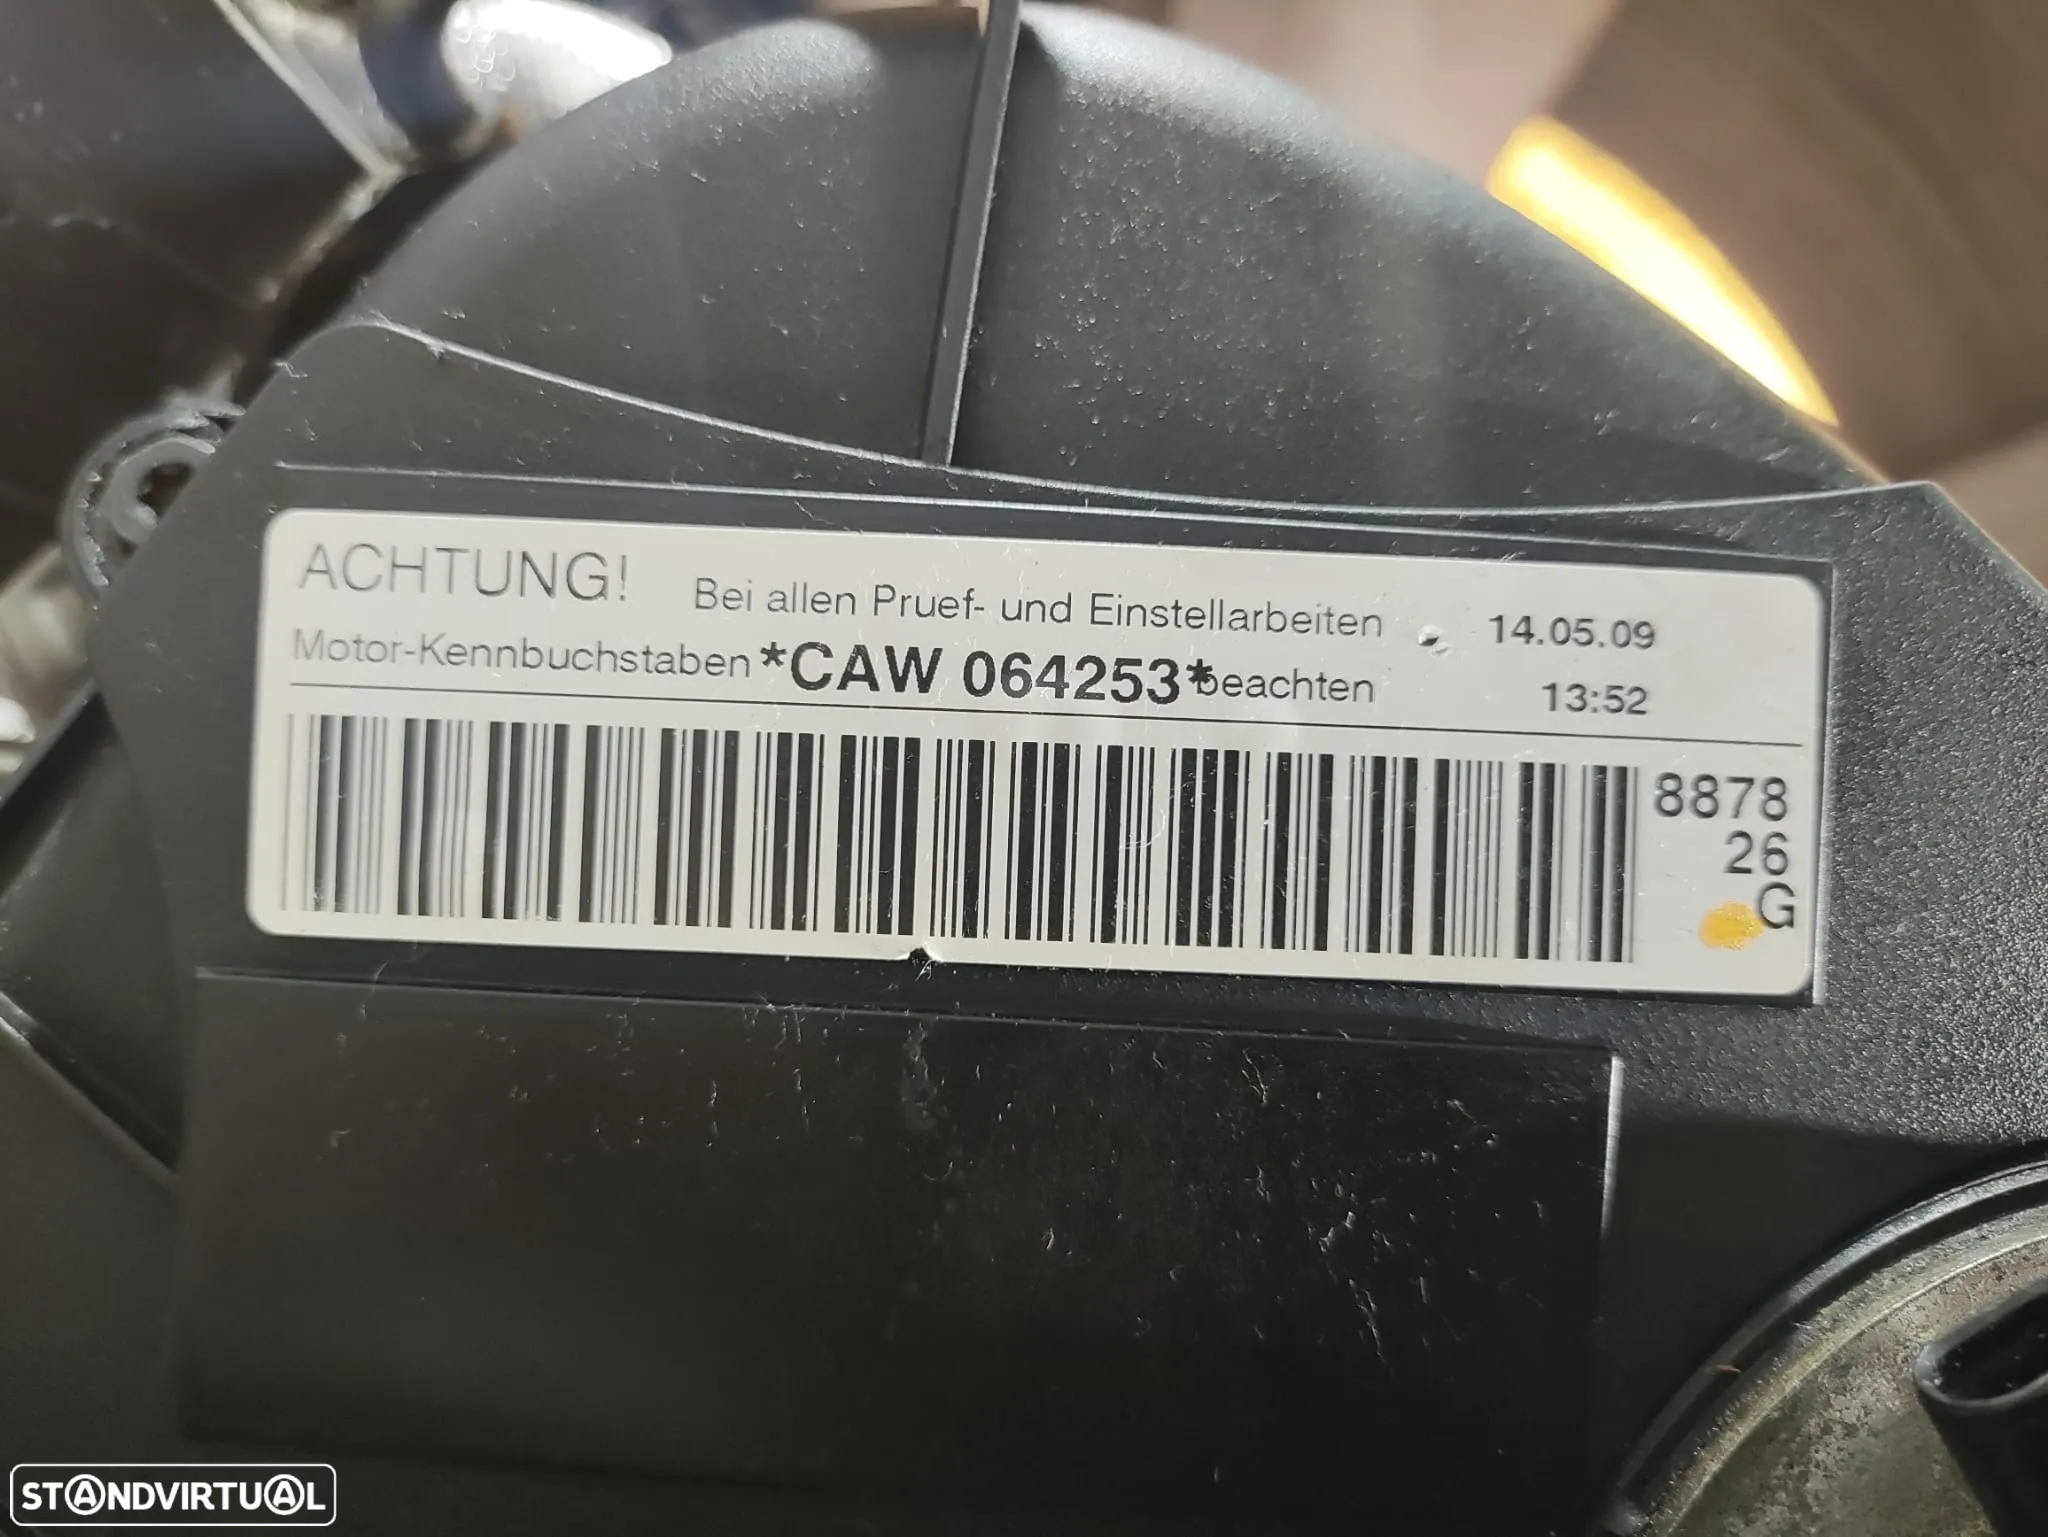 ACHTUNG! Bei allen Pruef- und Einstellarbeiten 14.05.09
Motor-Kennbuchstaben *CAW 064253* beachten 13:52
8878
26
G
STANDVIRTUAL